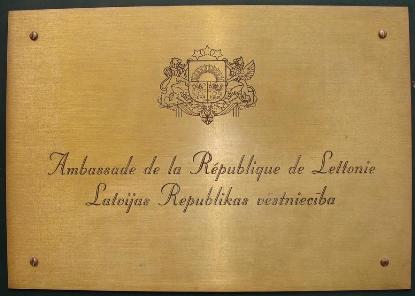 Ambassade de la République de Lettonie
Latvijas Republikas vēstniecība